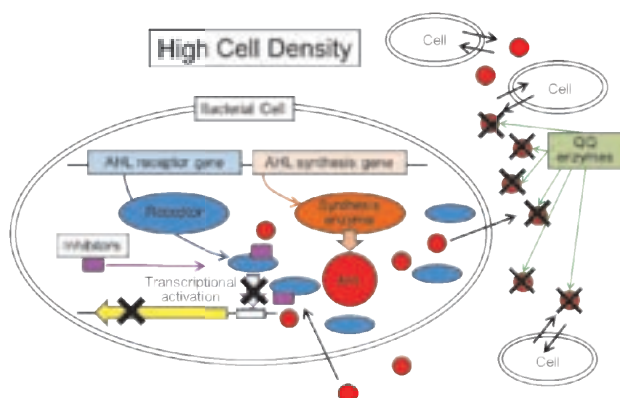 High Cell Density
Cell
Cell
Bacterial Cell
AHL receptor gene
AHL synthesis gene
QQ
enzymes
Receptor
Synthesis
enzyme
Inhibitors
AHL
Transcriptional
activation
Cell